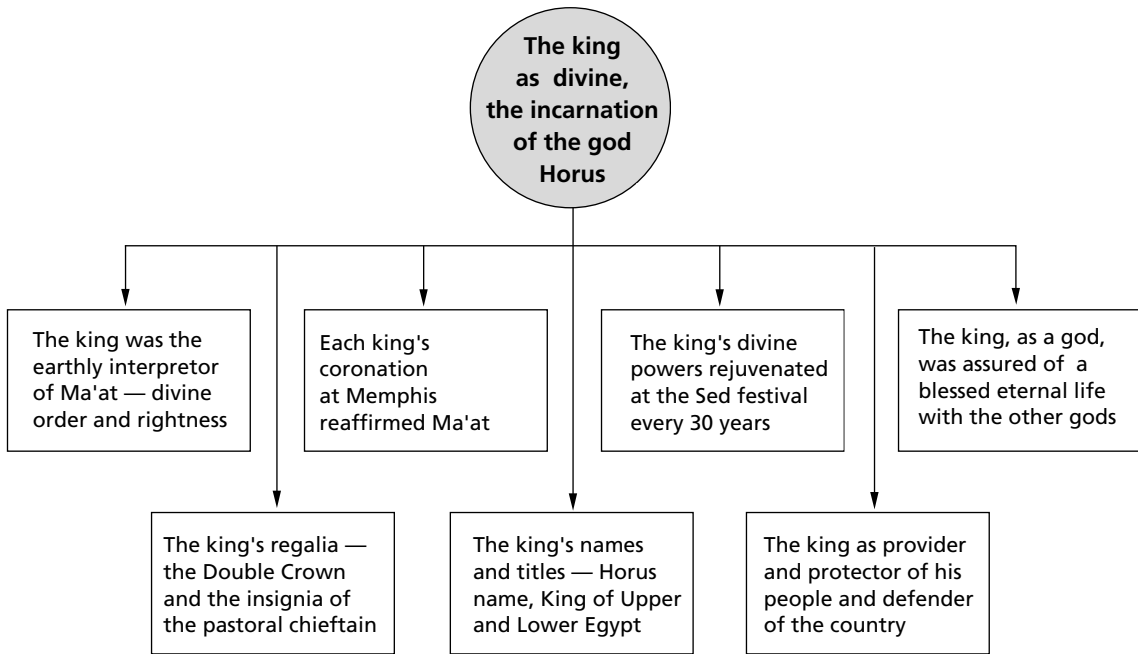 The king
as divine,
the incarnation
of the god
Horus
The king was the
earthly interpretor
of Ma'at — divine
order and rightness
Each king's
coronation
at Memphis
reaffirmed Ma'at
The king's divine
powers rejuvenated
at the Sed festival
every 30 years
The king, as a god,
was assured of a
blessed eternal life
with the other gods
The king's regalia —
the Double Crown
and the insignia of
the pastoral chieftain
The king's names
and titles — Horus
name, King of Upper
and Lower Egypt
The king as provider
and protector of his
people and defender
of the country